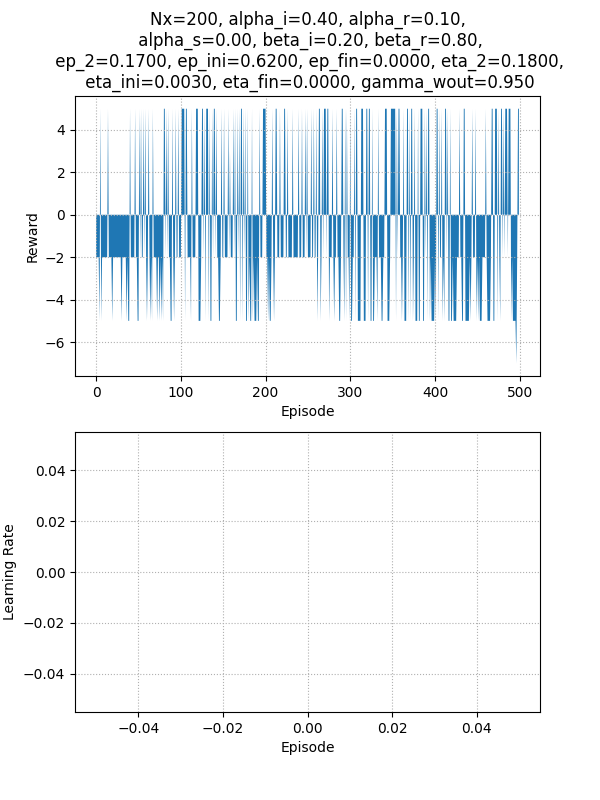 Nx=200, alpha_i=0.40, alpha_r=0.10,
alpha_s=0.00, beta_i=0.20, beta_r=0.80,
ep_2=0.1700, ep_ini=0.6200, ep_fin=0.0000, eta_2=0.1800,
eta_ini=0.0030, eta_fin=0.0000, gamma_wout=0.950
4
2
0
−2
−4
−6
Reward
0 100 200 300 400 500
Episode
0.04
0.02
0.00
−0.02
−0.04
Learning Rate
−0.04 −0.02 0.00 0.02 0.04
Episode